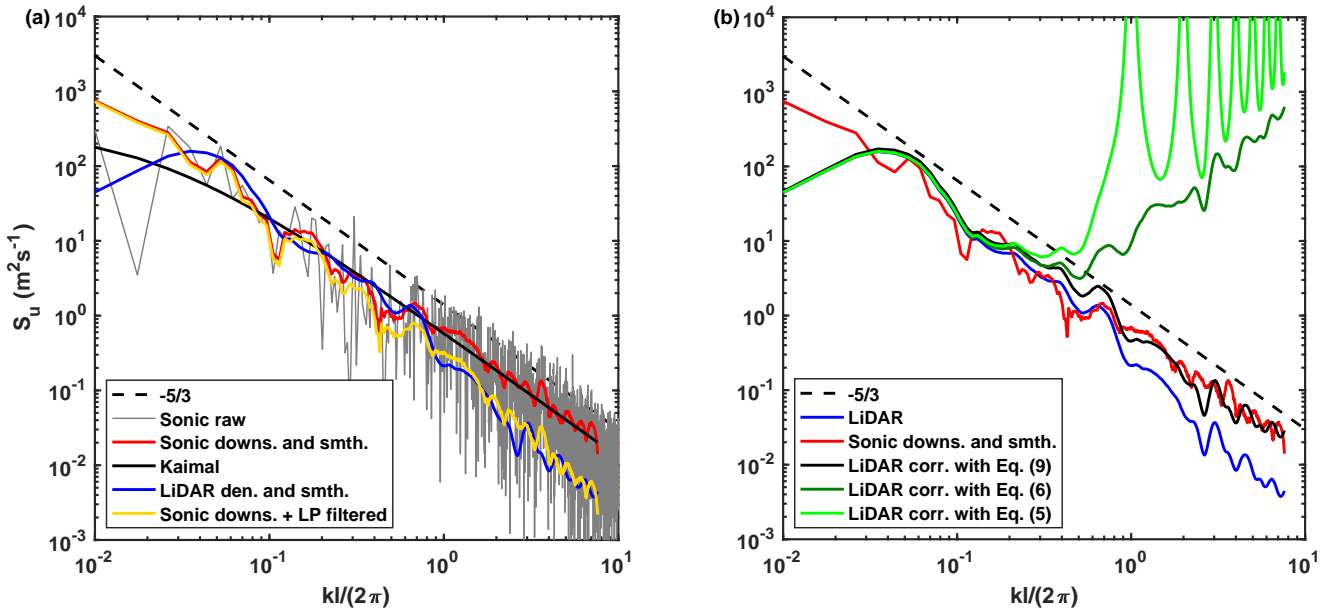 (a)
10^4
10^3
10^2
10^1
10^0
10^-1
10^-2
10^-3
S_u (m^2s^-1)
-5/3
Sonic raw
Sonic downs. and smth.
Kaimal
LiDAR den. and smth.
Sonic downs. + LP filtered
10^-2
10^-1
10^0
10^1
kl/(2π)
(b)
10^4
10^3
10^2
10^1
10^0
10^-1
10^-2
10^-3
-5/3
LiDAR
Sonic downs. and smth.
LiDAR corr. with Eq. (9)
LiDAR corr. with Eq. (6)
LiDAR corr. with Eq. (5)
10^-2
10^-1
10^0
10^1
kl/(2π)